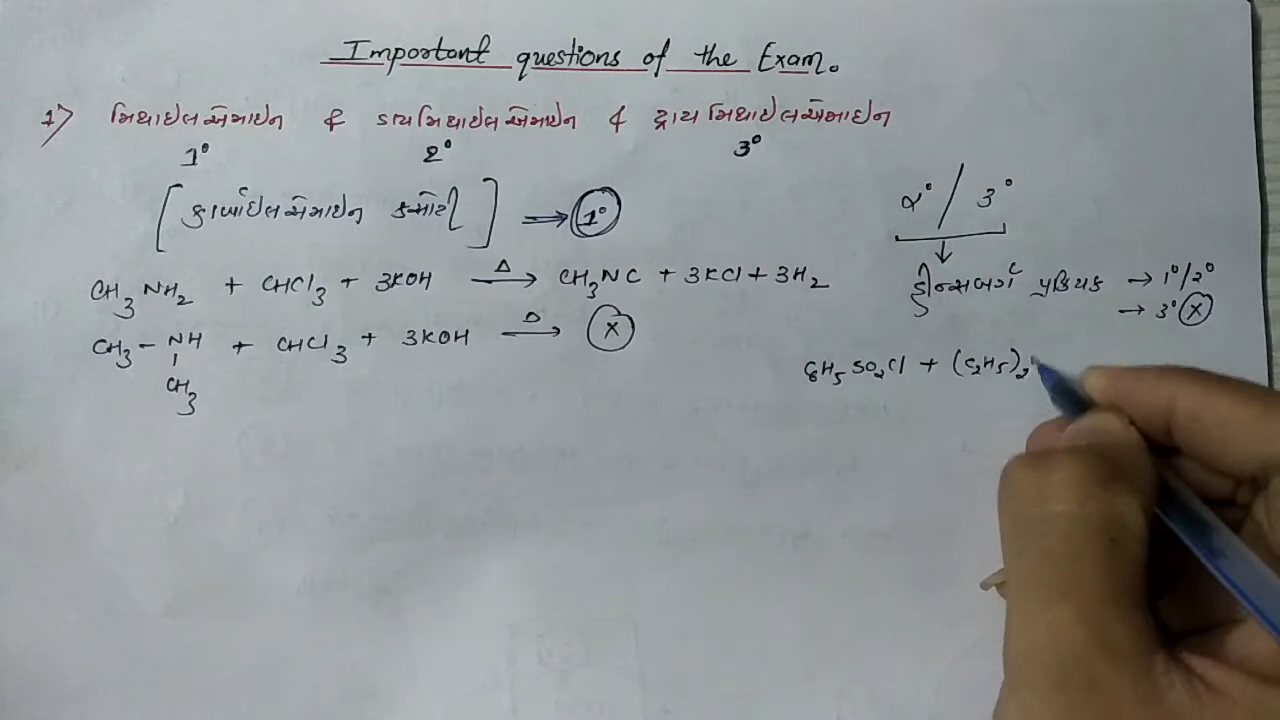 Important questions of the Exam.
1) મિથાઇલએમાઇન & ડાયમિથાઇલએમાઇન & ટ્રાયમિથાઇલએમાઇન
1° 2° 3°
[કાર્બાઇલએમાઇન કસોટી] ⟹ 1°
CH3NH2 + CHCl3 + 3KOH —Δ→ CH3NC + 3KCl + 3H2
CH3 – NH + CHCl3 + 3KOH —Δ→ X
CH3
2° / 3°
↓
હીન્સબર્ગ પ્રક્રિયક → 1°/2°
→ 3° X
C6H5SO2Cl + (C2H5)2